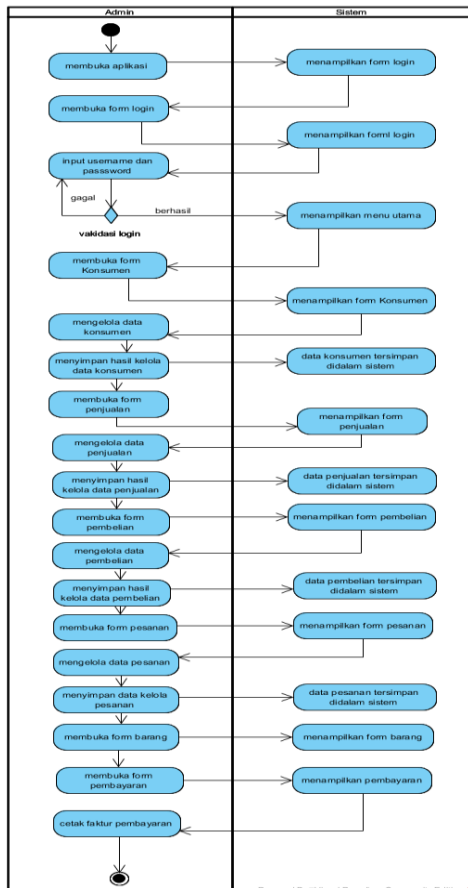 Admin
Sistem
membuka aplikasi
menampilkan form login
membuka form login
menampilkan forml login
input username dan
passsword
gagal
berhasil
menampilkan menu utama
vakidasi login
membuka form
Konsumen
menampilkan form Konsumen
mengelola data
konsumen
menyimpan hasil kelola
data konsumen
data konsumen tersimpan
didalam sistem
membuka form
penjualan
menampilkan form
penjualan
mengelola data
penjualan
menyimpan hasil
kelola data penjualan
data penjualan tersimpan
didalam sistem
membuka form
pembelian
menampilkan form pembelian
mengelola data
pembelian
menyimpan hasil
kelola data pembelian
data pembelian tersimpan
didalam sistem
membuka form pesanan
menampilkan form pesanan
mengelola data pesanan
menyimpan data kelola
pesanan
data pesanan tersimpan
didalam sistem
membuka form barang
menampilkan form barang
membuka form
pembayaran
menampilkan pembayaran
cetak faktur pembayaran